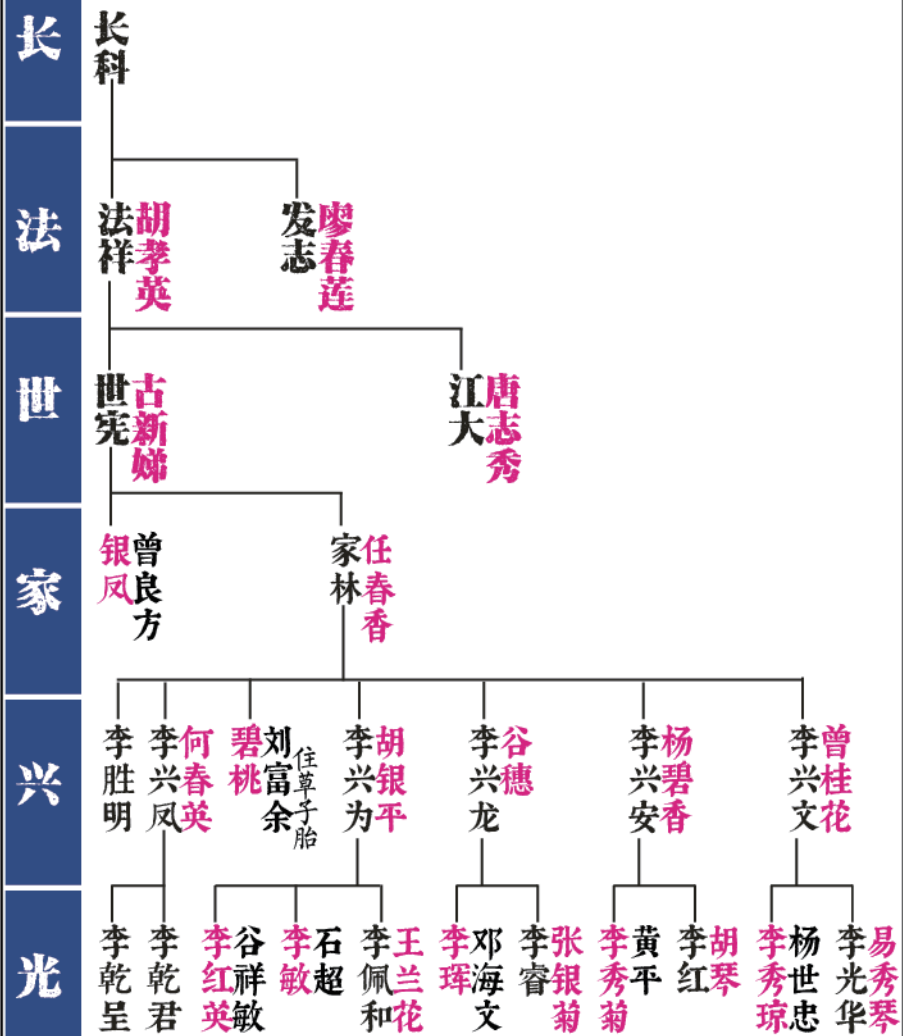 长
长科
法
法祥
胡孝英
发志
廖春莲
世
世宪
古新娣
江大
唐志秀
家
银凤
曾良方
家林
任春香
兴
李胜明
李兴凤
何春英
碧桃
刘富余
住草子胎
李兴为
胡银平
李兴龙
谷穗
李兴安
杨碧香
李兴文
曾桂花
光
李乾呈
李乾君
李红英
谷祥敏
李敏
石超
李佩和
王兰花
李珲
邓海文
李睿
张银菊
李秀菊
黄平
李红
胡琴
李秀琼
杨世忠
李光华
易秀琴